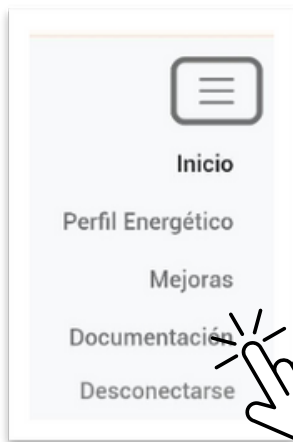 Inicio
Perfil Energético
Mejoras
Documentación
Desconectarse